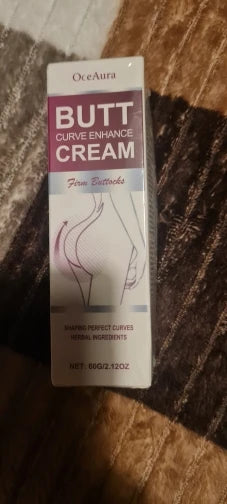 OceAura
BUTT
CURVE ENHANCE
CREAM
Firm Buttocks
SHAPING PERFECT CURVES
HERBAL INGREDIENTS
NET: 60G/2.12OZ